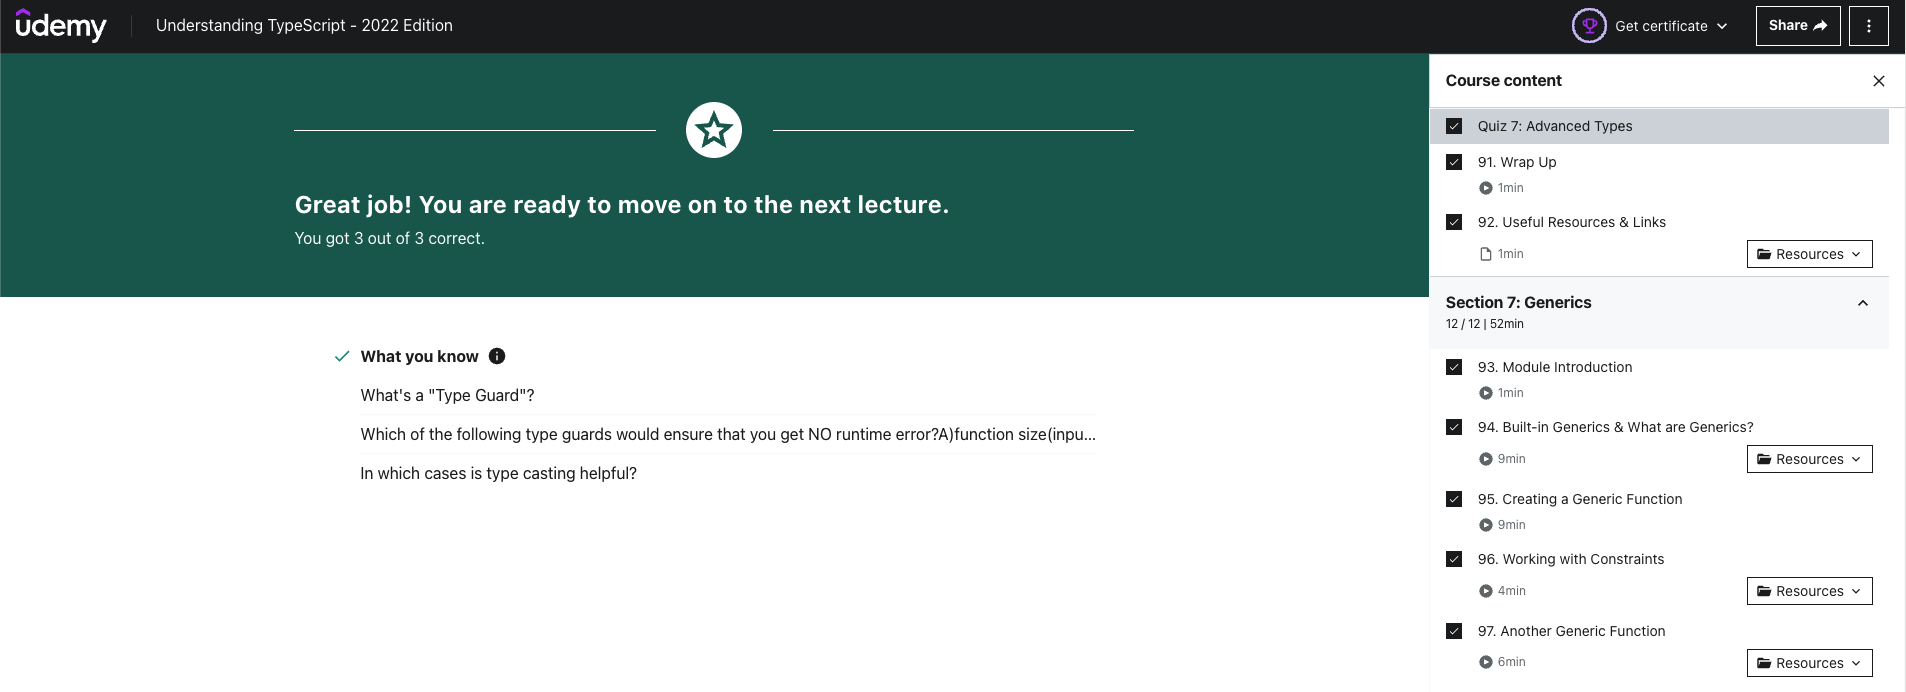 udemy
Understanding TypeScript - 2022 Edition
Get certificate
Share
Great job! You are ready to move on to the next lecture.
You got 3 out of 3 correct.
What you know
What's a "Type Guard"?
Which of the following type guards would ensure that you get NO runtime error?A)function size(inpu...
In which cases is type casting helpful?
Course content
Quiz 7: Advanced Types
91. Wrap Up
1min
92. Useful Resources & Links
1min
Resources
Section 7: Generics
12 / 12 | 52min
93. Module Introduction
1min
94. Built-in Generics & What are Generics?
9min
Resources
95. Creating a Generic Function
9min
96. Working with Constraints
4min
Resources
97. Another Generic Function
6min
Resources